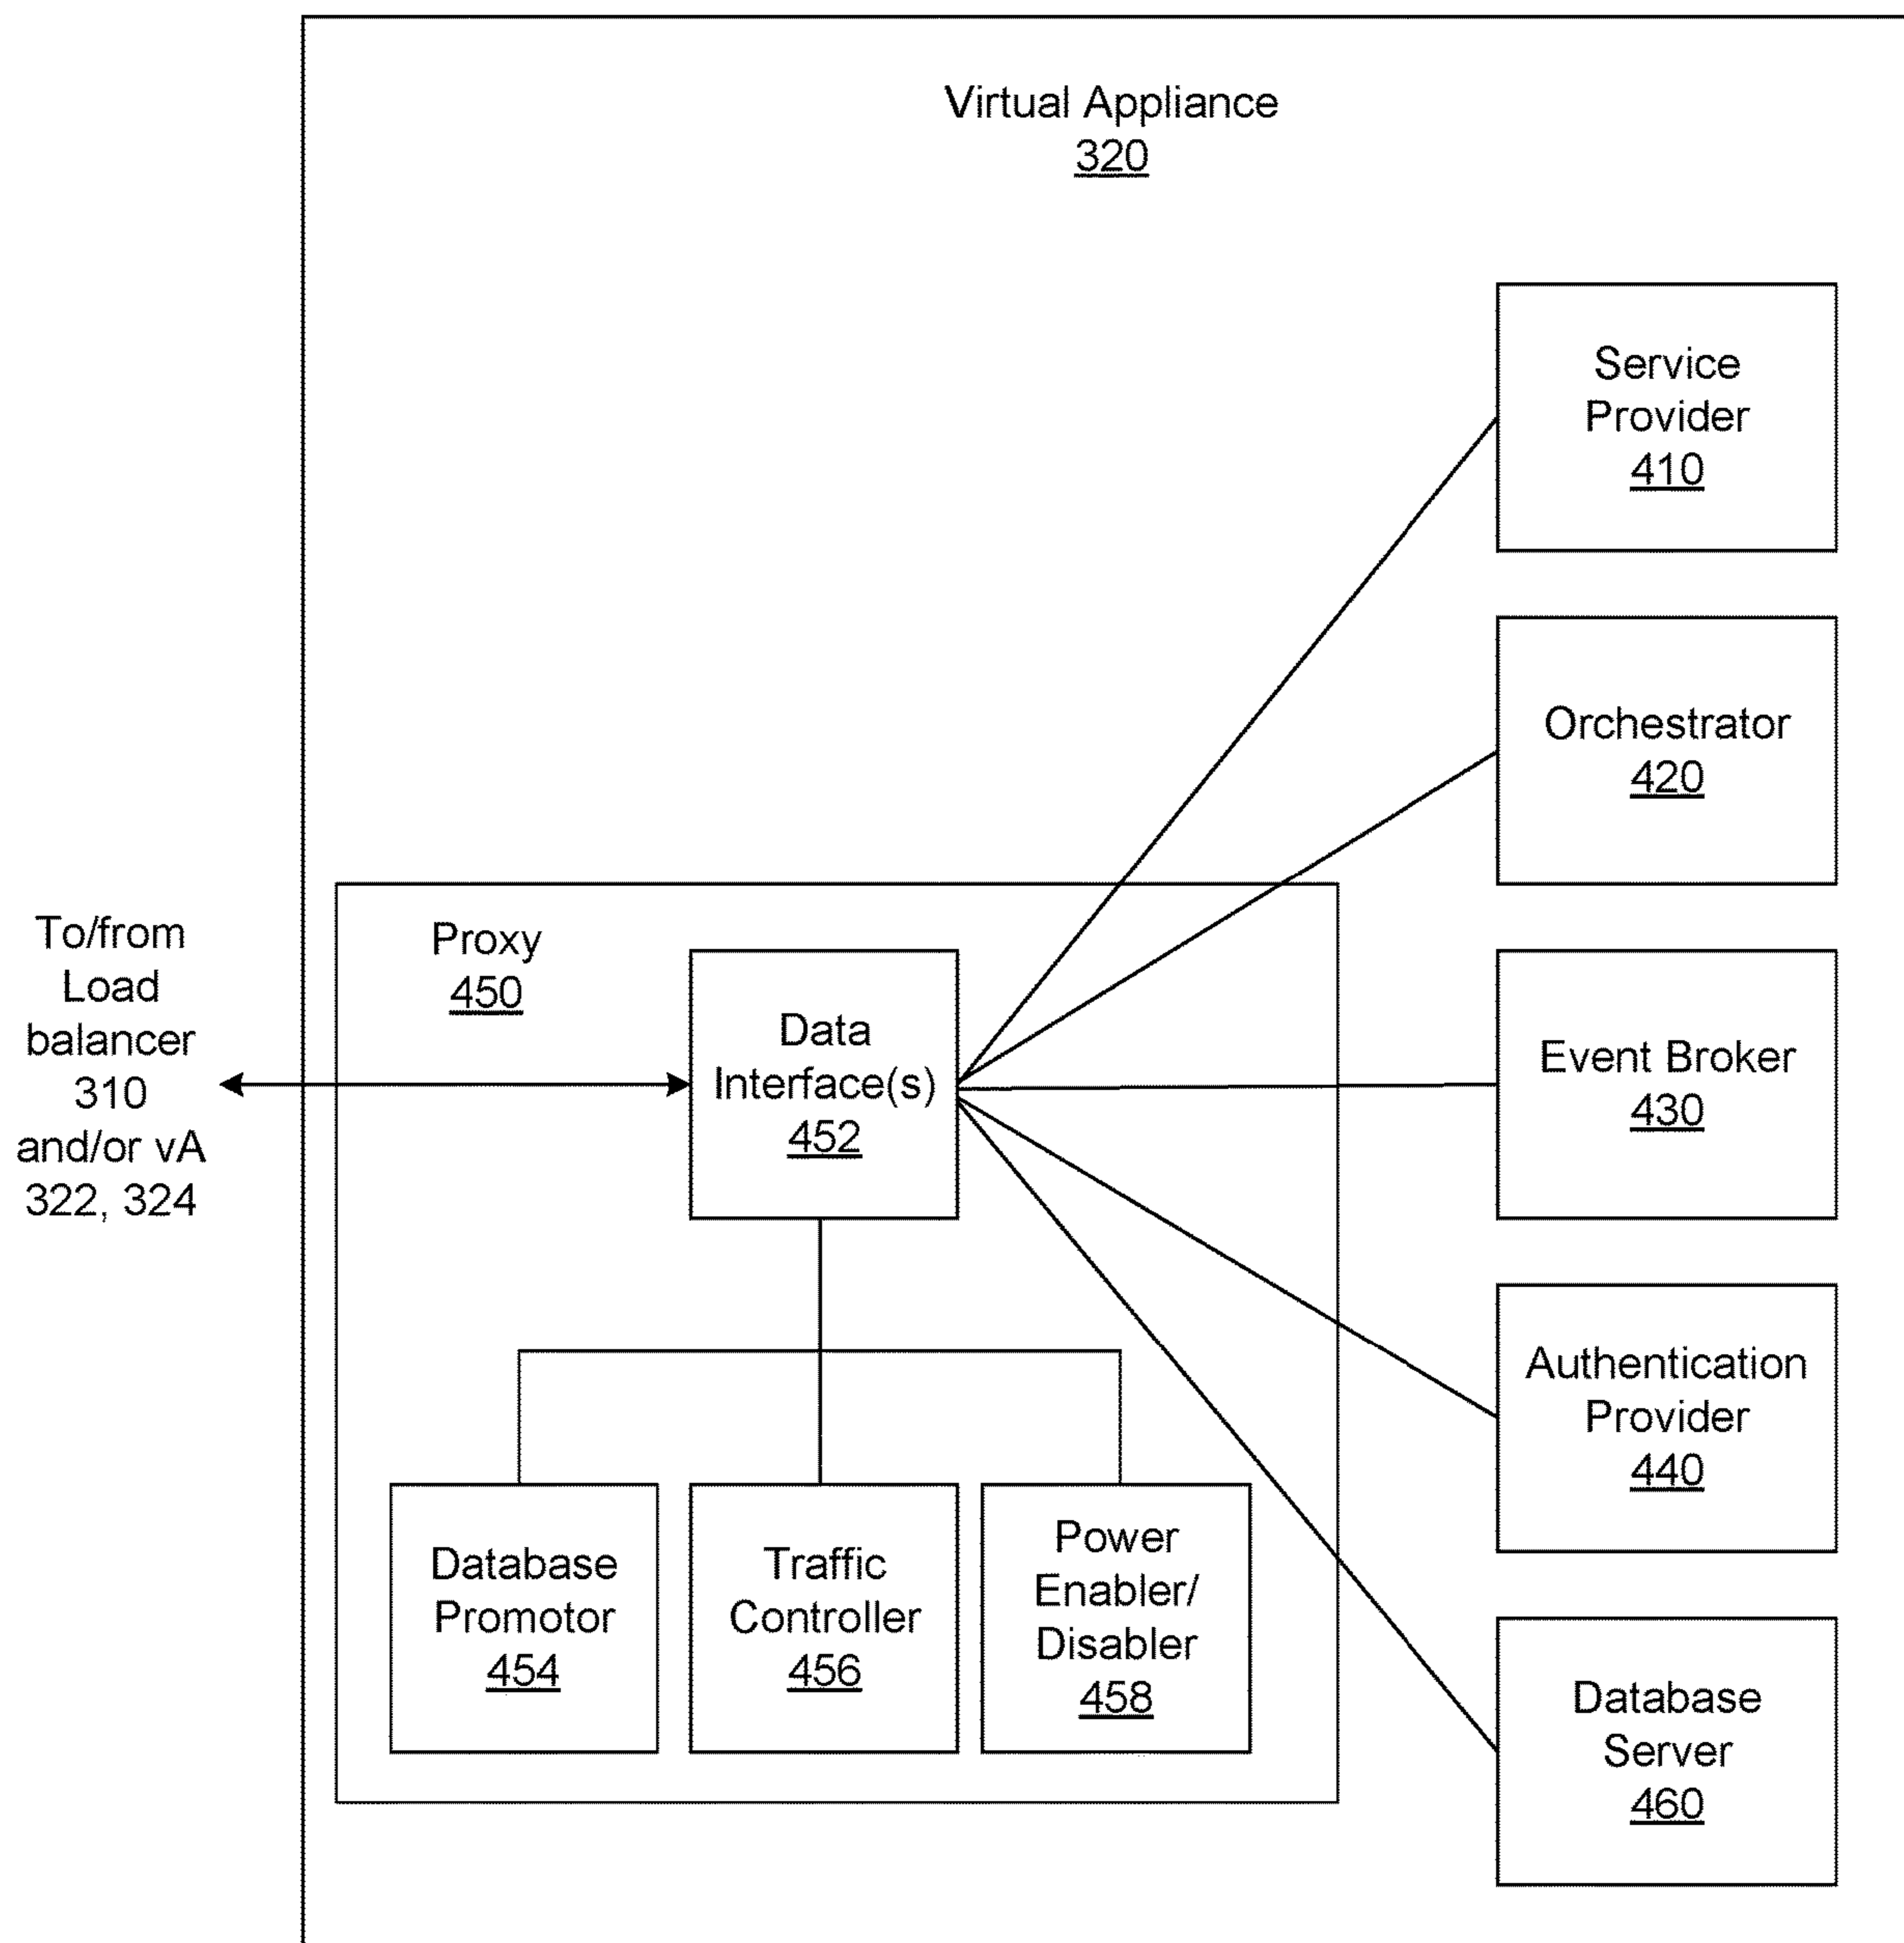 Virtual Appliance
320
Service
Provider
410
Orchestrator
420
To/from
Load
balancer
310
and/or vA
322, 324
Proxy
450
Data
Interface(s)
452
Event Broker
430
Authentication
Provider
440
Database
Promotor
454
Traffic
Controller
456
Power
Enabler/
Disabler
458
Database
Server
460